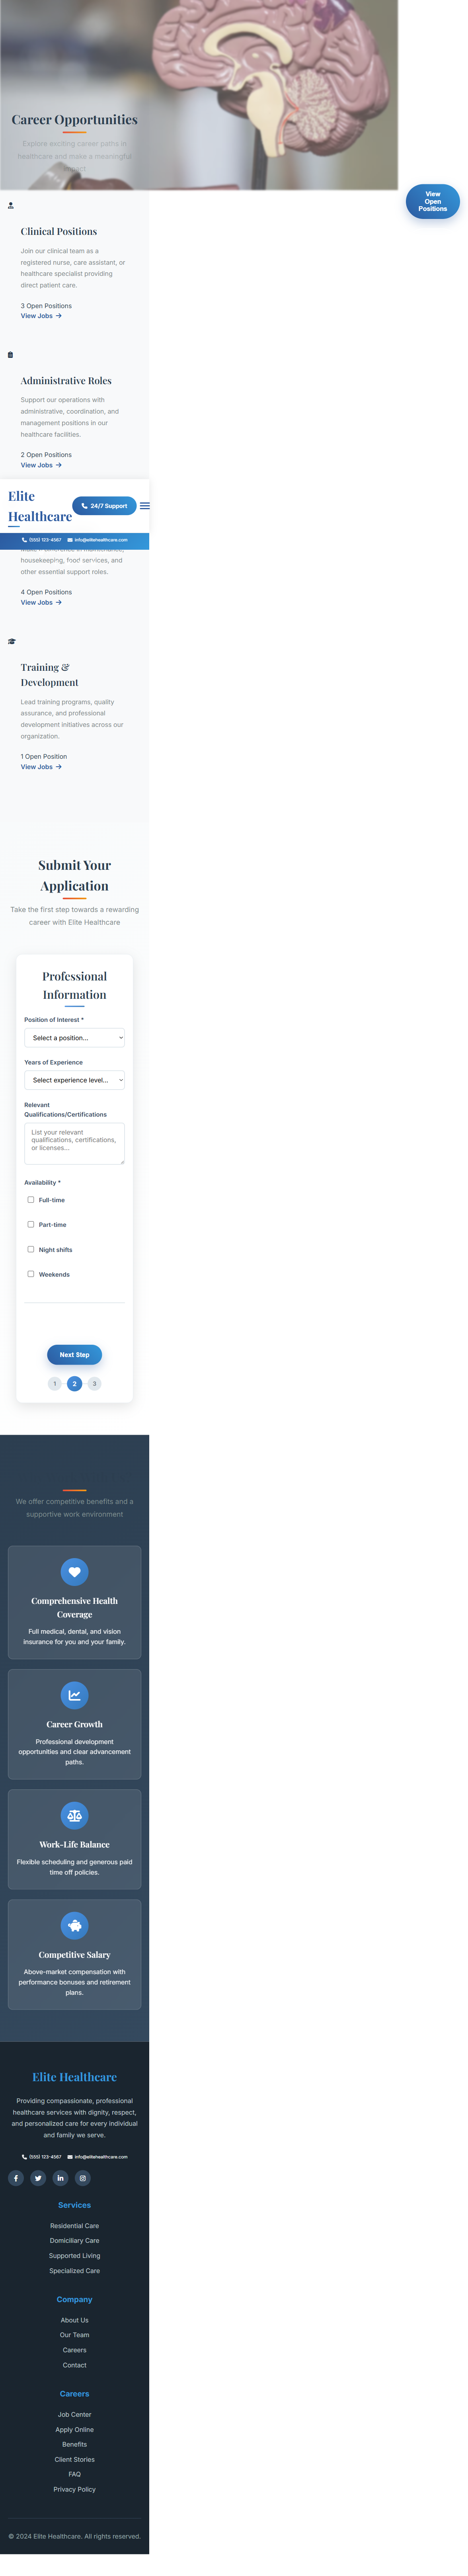 Career Opportunities
Explore exciting career paths in
healthcare and make a meaningful
impact
View
Open
Positions
Clinical Positions
Join our clinical team as a
registered nurse, care assistant, or
healthcare specialist providing
direct patient care.
3 Open Positions
View Jobs
Administrative Roles
Support our operations with
administrative, coordination, and
management positions in our
healthcare facilities.
2 Open Positions
View Jobs
Elite
Healthcare
24/7 Support
(555) 123-4567 info@elitehealthcare.com
housekeeping, food services, and
other essential support roles.
4 Open Positions
View Jobs
Training &
Development
Lead training programs, quality
assurance, and professional
development initiatives across our
organization.
1 Open Position
View Jobs
Submit Your
Application
Take the first step towards a rewarding
career with Elite Healthcare
Professional
Information
Position of Interest *
Select a position...
Years of Experience
Select experience level...
Relevant
Qualifications/Certifications
List your relevant
qualifications, certifications,
or licenses...
Availability *
Full-time
Part-time
Night shifts
Weekends
Next Step
1 2 3
We offer competitive benefits and a
supportive work environment
Comprehensive Health
Coverage
Full medical, dental, and vision
insurance for you and your family.
Career Growth
Professional development
opportunities and clear advancement
paths.
Work-Life Balance
Flexible scheduling and generous paid
time off policies.
Competitive Salary
Above-market compensation with
performance bonuses and retirement
plans.
Elite Healthcare
Providing compassionate, professional
healthcare services with dignity, respect,
and personalized care for every individual
and family we serve.
(555) 123-4567 info@elitehealthcare.com
Services
Residential Care
Domiciliary Care
Supported Living
Specialized Care
Company
About Us
Our Team
Careers
Contact
Careers
Job Center
Apply Online
Benefits
Client Stories
FAQ
Privacy Policy
© 2024 Elite Healthcare. All rights reserved.